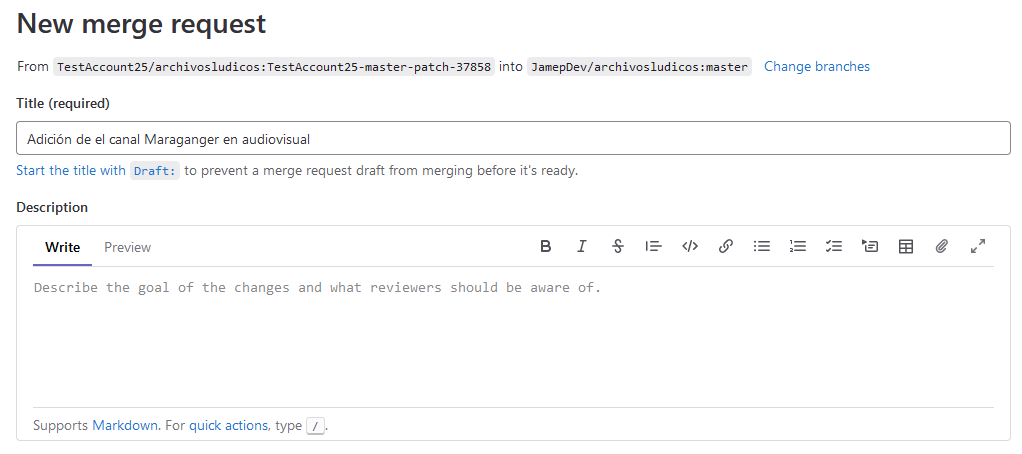 New merge request
From TestAccount25/archivosludicos:TestAccount25-master-patch-37858 into JamepDev/archivosludicos:master Change branches
Title (required)
Adición de el canal Maraganger en audiovisual
Start the title with Draft: to prevent a merge request draft from merging before it's ready.
Description
Write Preview
Describe the goal of the changes and what reviewers should be aware of.
Supports Markdown. For quick actions, type /.